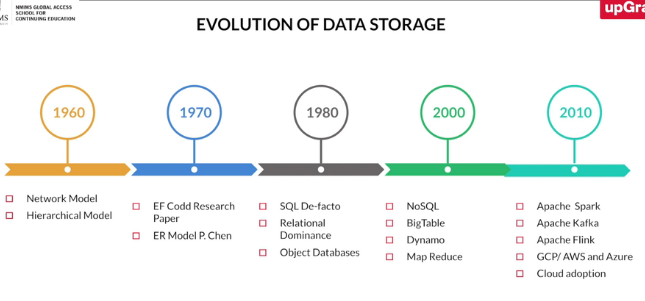 NMIMS GLOBAL ACCESS
SCHOOL FOR
CONTINUING EDUCATION
upGra
EVOLUTION OF DATA STORAGE
1960
1970
1980
2000
2010
Network Model
Hierarchical Model
EF Codd Research
Paper
ER Model P. Chen
SQL De-facto
Relational
Dominance
Object Databases
NoSQL
BigTable
Dynamo
Map Reduce
Apache Spark
Apache Kafka
Apache Flink
GCP/ AWS and Azure
Cloud adoption